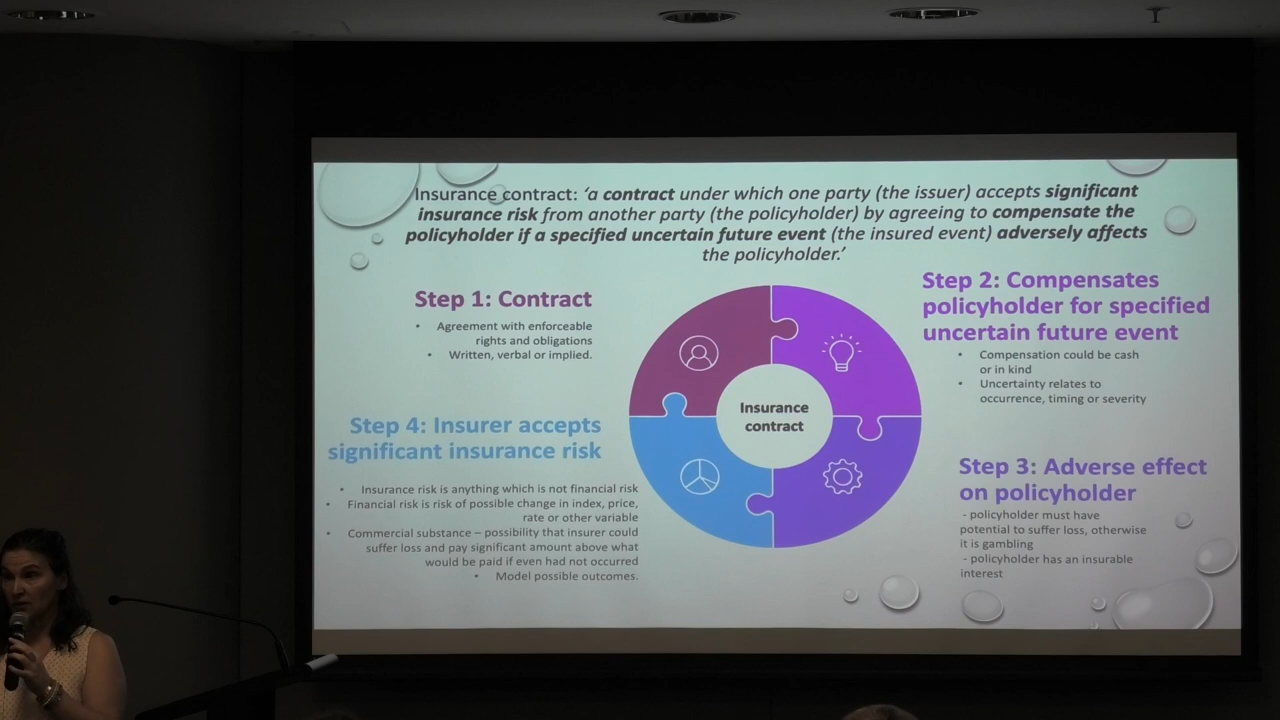 Insurance contract: ‘a contract under which one party (the issuer) accepts significant
insurance risk from another party (the policyholder) by agreeing to compensate the
policyholder if a specified uncertain future event (the insured event) adversely affects
the policyholder.’
Step 1: Contract
• Agreement with enforceable
rights and obligations
• Written, verbal or implied.
Step 2: Compensates
policyholder for specified
uncertain future event
• Compensation could be cash
or in kind
• Uncertainty relates to
occurrence, timing or severity
Insurance
contract
Step 3: Adverse effect
on policyholder
- policyholder must have
potential to suffer loss, otherwise
it is gambling
- policyholder has an insurable
interest
Step 4: Insurer accepts
significant insurance risk
• Insurance risk is anything which is not financial risk
• Financial risk is risk of possible change in index, price,
rate or other variable
• Commercial substance – possibility that insurer could
suffer loss and pay significant amount above what
would be paid if even had not occurred
• Model possible outcomes.